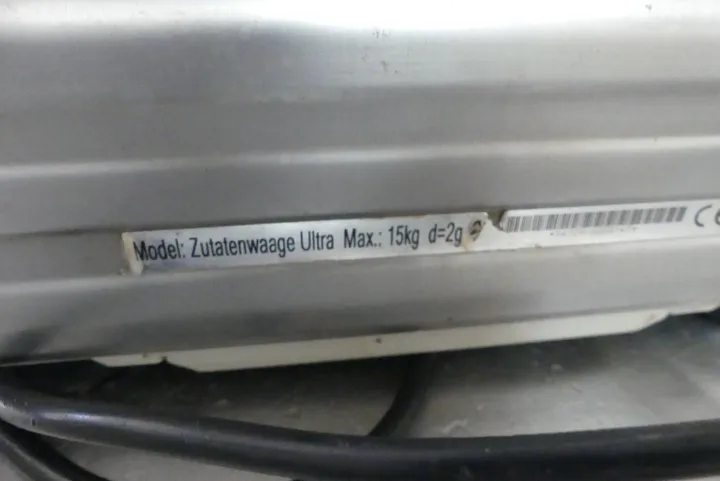 Model: Zutatenwaage Ultra Max.: 15kg d=2g
CE